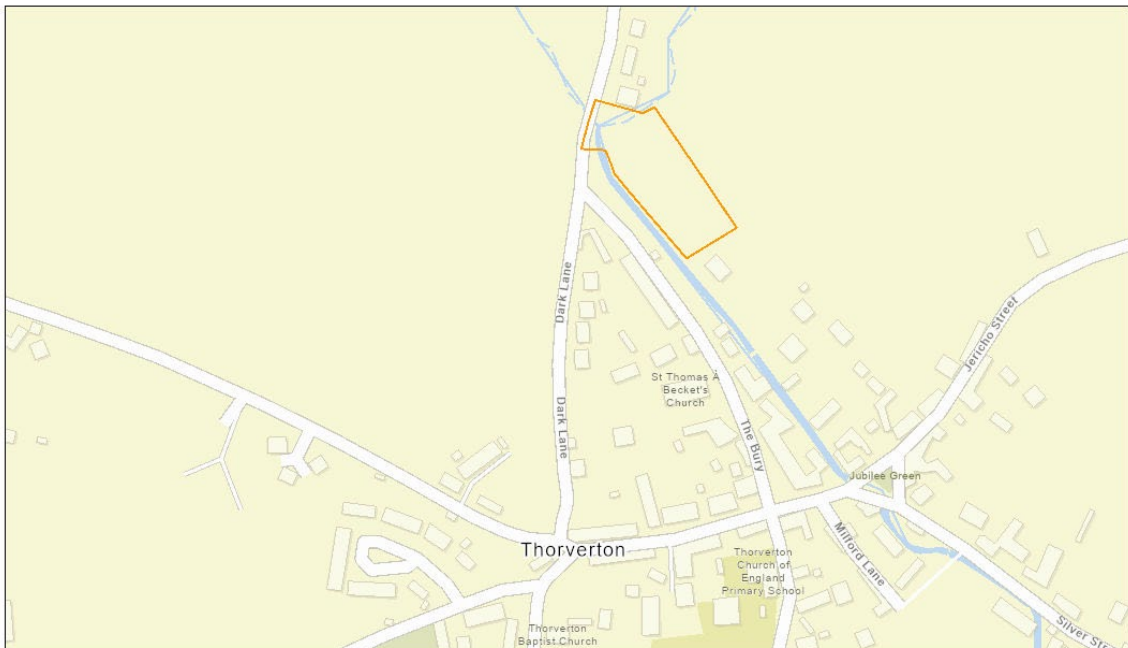 Dark Lane
Jericho Street
St Thomas À
Becket's
Church
Dark Lane
The Bury
Jubilee Green
Milford Lane
Thorverton
Thorverton
Church of
England
Primary School
Thorverton
Baptist Church
Silver Str